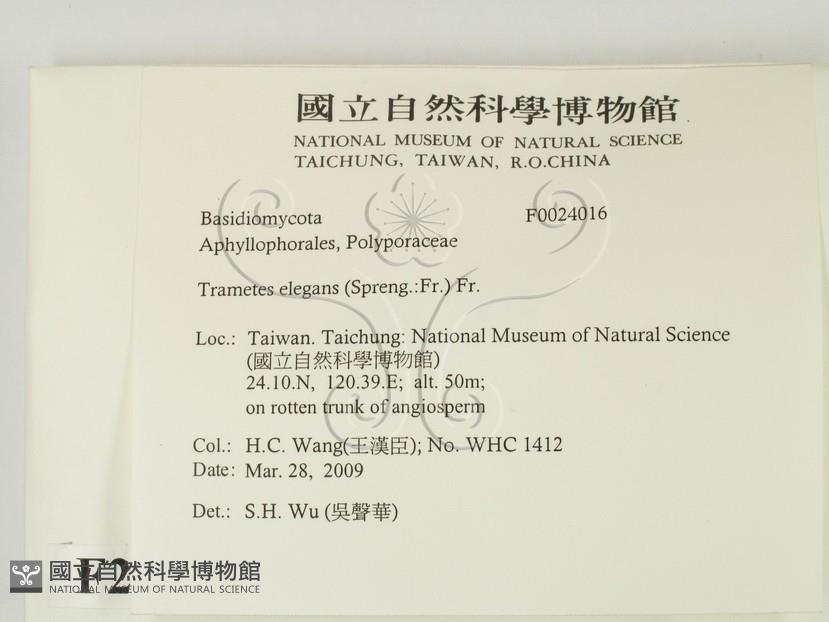 國立自然科學博物館
NATIONAL MUSEUM OF NATURAL SCIENCE
TAICHUNG, TAIWAN, R.O.CHINA
Basidiomycota F0024016
Aphyllophorales, Polyporaceae
Trametes elegans (Spreng.:Fr.) Fr.
Loc.: Taiwan. Taichung: National Museum of Natural Science
(國立自然科學博物館)
24.10.N, 120.39.E; alt. 50m;
on rotten trunk of angiosperm
Col.: H.C. Wang(王漢臣); No. WHC 1412
Date: Mar. 28, 2009
Det.: S.H. Wu (吳聲華)
F2
國立自然科學博物館
NATIONAL MUSEUM OF NATURAL SCIENCE